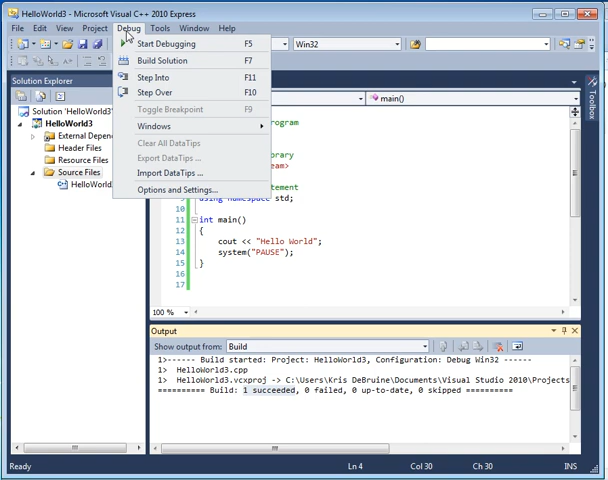 HelloWorld3 - Microsoft Visual C++ 2010 Express
File Edit View Project Debug Tools Window Help
Win32
Start Debugging F5
Build Solution F7
Step Into F11
Step Over F10
Toggle Breakpoint F9
Windows
Clear All DataTips
Export DataTips ...
Import DataTips ...
Options and Settings...
Solution Explorer
Solution 'HelloWorld3'
HelloWorld3
External Depend
Header Files
Resource Files
Source Files
HelloWorld
Toolbox
main()
ogram
brary
eam>
tatement
using namespace std;
10
11 int main()
12 {
13 cout << "Hello World";
14 system("PAUSE");
15 }
16
17
100 %
Output
Show output from: Build
1>------ Build started: Project: HelloWorld3, Configuration: Debug Win32 ------
1> HelloWorld3.cpp
1> HelloWorld3.vcxproj -> C:\Users\Kris DeBruine\Documents\Visual Studio 2010\Projects
========== Build: 1 succeeded, 0 failed, 0 up-to-date, 0 skipped ==========
Ready Ln 4 Col 30 Ch 30 INS